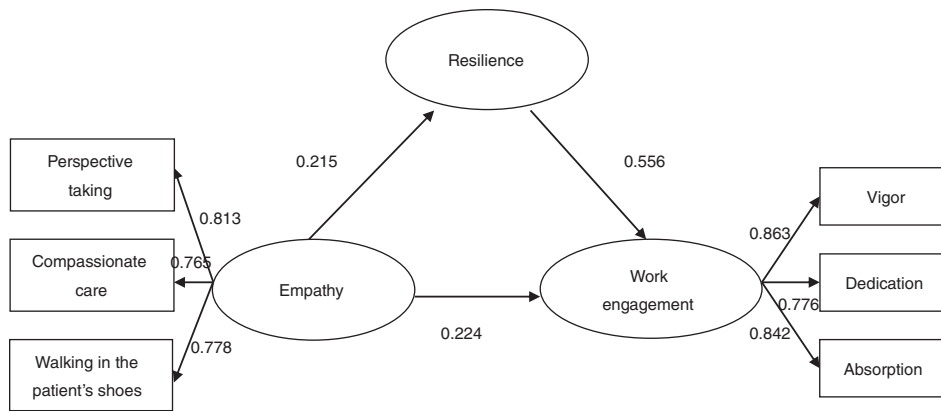 Resilience
0.215
0.556
Perspective
taking
0.813
Compassionate
care
0.765
Walking in the
patient's shoes
0.778
Empathy
0.224
Work
engagement
0.863
Vigor
0.776
Dedication
0.842
Absorption